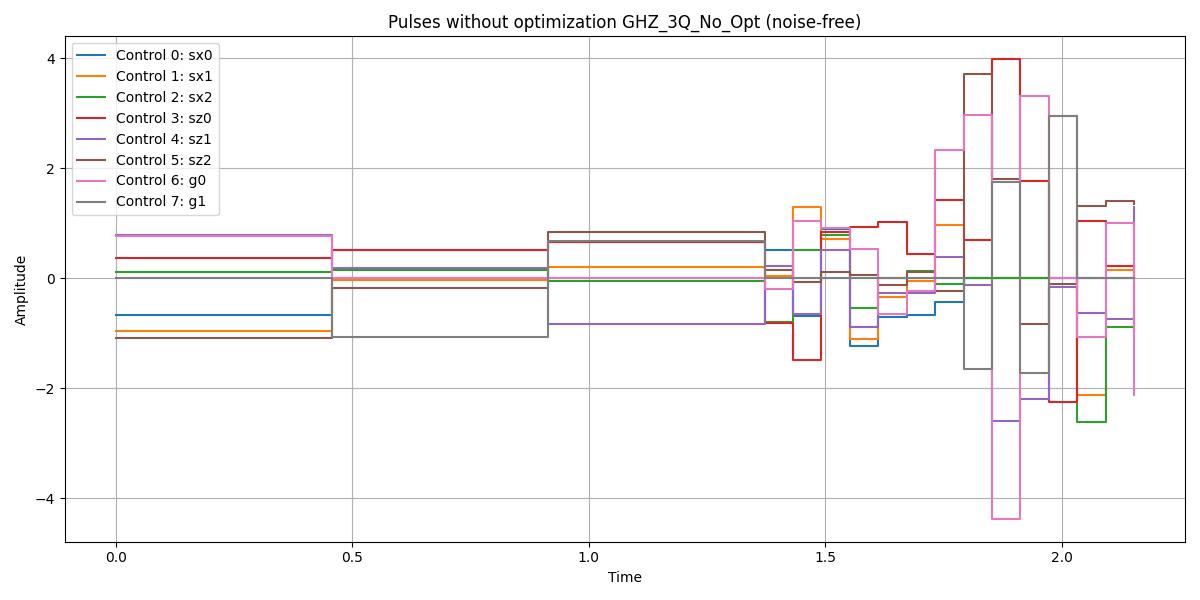 Pulses without optimization GHZ_3Q_No_Opt (noise-free)
Control 0: sx0
Control 1: sx1
Control 2: sx2
Control 3: sz0
Control 4: sz1
Control 5: sz2
Control 6: g0
Control 7: g1
Amplitude
4
2
0
−2
−4
0.0 0.5 1.0 1.5 2.0
Time